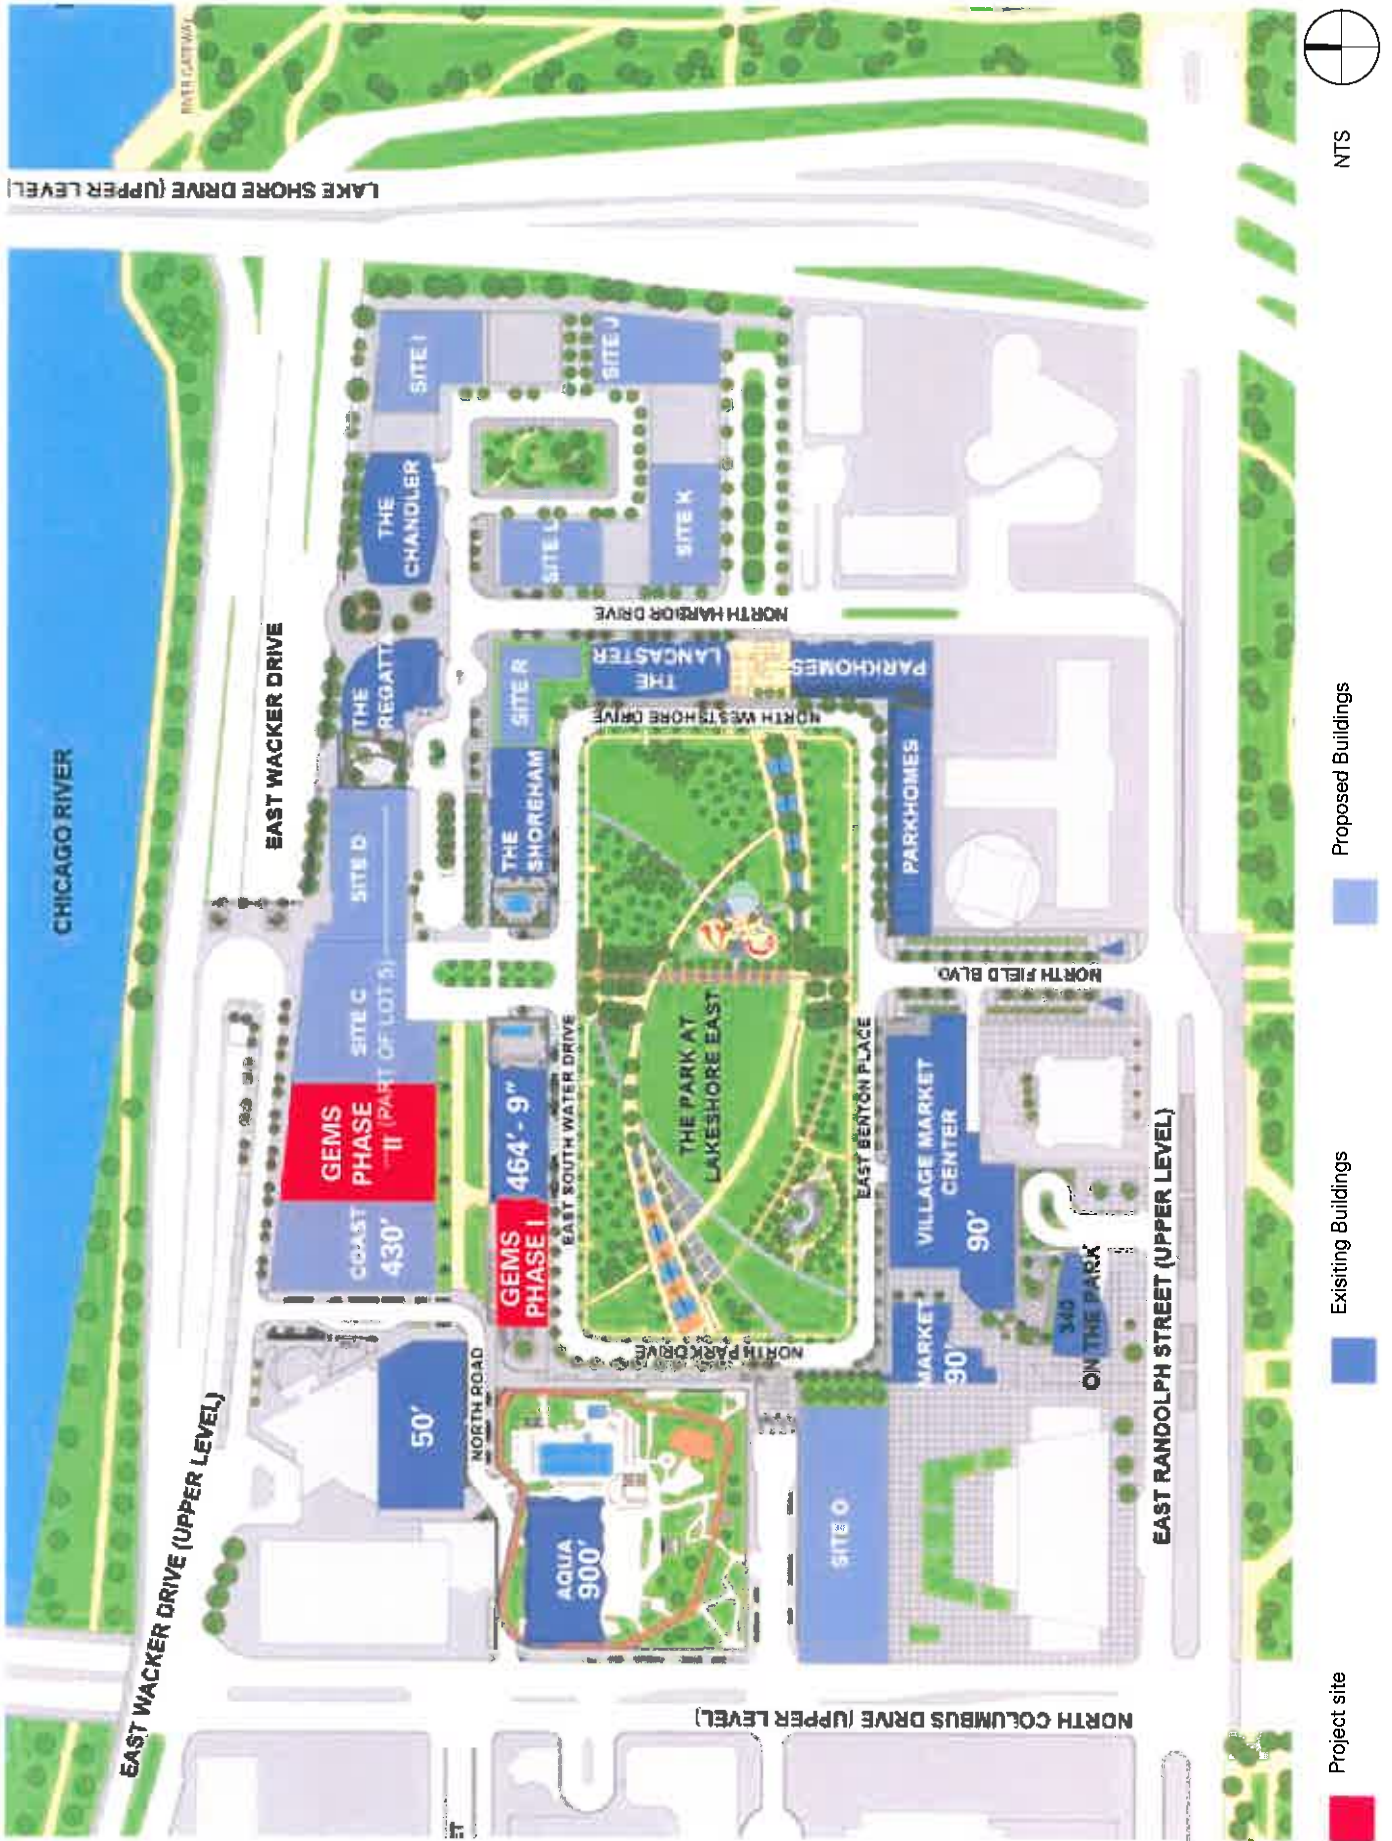 CHICAGO RIVER
RIVER GATEWAY
LAKE SHORE DRIVE (UPPER LEVEL)
EAST WACKER DRIVE (UPPER LEVEL)
EAST WACKER DRIVE
COAST
430'
GEMS
PHASE
II (PART OF LOT 5)
SITE C
SITE D
THE
REGATTA
THE
CHANDLER
SITE I
50'
NORTH ROAD
GEMS
PHASE I
464'- 9"
THE
SHOREHAM
SITE R
SITE L
SITE J
AQUA
900'
EAST SOUTH WATER DRIVE
NORTH WESTSHORE DRIVE
THE
LANCASTER
NORTH HARBOR DRIVE
SITE K
NORTH PARK DRIVE
THE PARK AT
LAKESHORE EAST
PARKHOMES
EAST BENTON PLACE
SITE O
MARKET
90'
VILLAGE MARKET
CENTER
90'
NORTH FIELD BLVD
PARKHOMES
340
ON THE PARK
EAST RANDOLPH STREET (UPPER LEVEL)
NORTH COLUMBUS DRIVE (UPPER LEVEL)
ET
Project site
Exisiting Buildings
Proposed Buildings
NTS